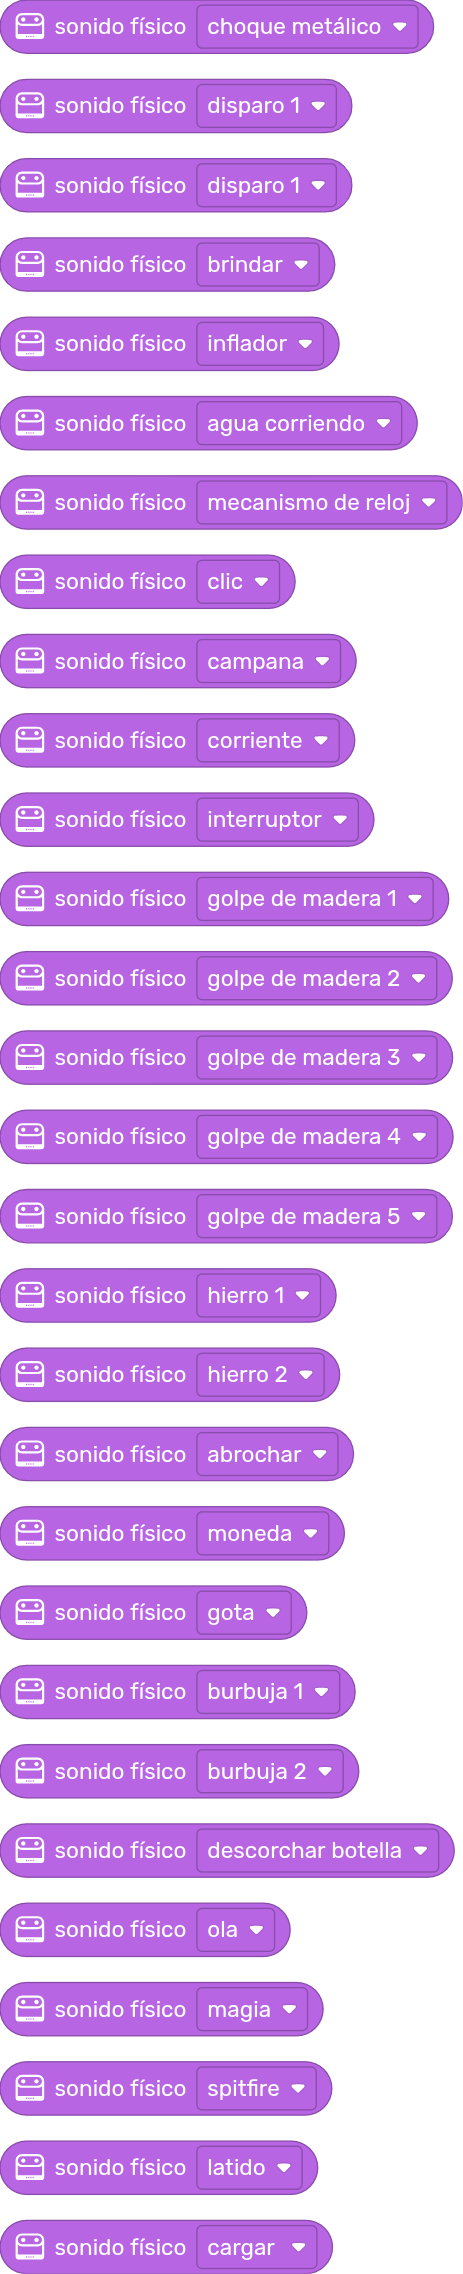 sonido físico choque metálico
sonido físico disparo 1
sonido físico disparo 1
sonido físico brindar
sonido físico inflador
sonido físico agua corriendo
sonido físico mecanismo de reloj
sonido físico clic
sonido físico campana
sonido físico corriente
sonido físico interruptor
sonido físico golpe de madera 1
sonido físico golpe de madera 2
sonido físico golpe de madera 3
sonido físico golpe de madera 4
sonido físico golpe de madera 5
sonido físico hierro 1
sonido físico hierro 2
sonido físico abrochar
sonido físico moneda
sonido físico gota
sonido físico burbuja 1
sonido físico burbuja 2
sonido físico descorchar botella
sonido físico ola
sonido físico magia
sonido físico spitfire
sonido físico latido
sonido físico cargar